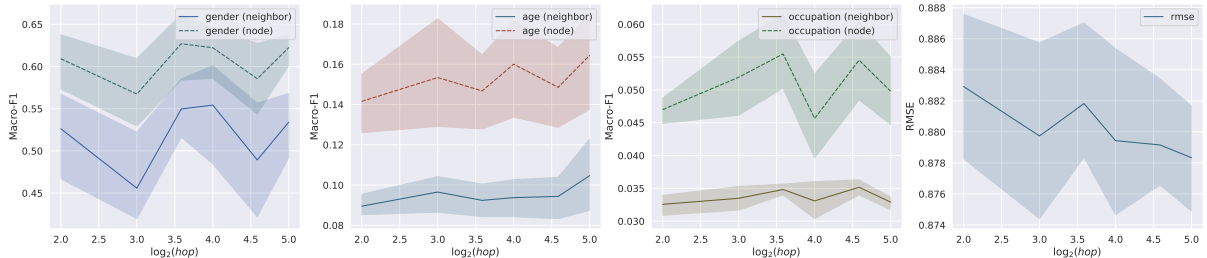 gender (neighbor)
gender (node)
0.65
0.60
0.55
0.50
0.45
Macro-F1
2.0 2.5 3.0 3.5 4.0 4.5 5.0
log2(hop)
age (neighbor)
age (node)
0.18
0.16
0.14
0.12
0.10
0.08
Macro-F1
2.0 2.5 3.0 3.5 4.0 4.5 5.0
log2(hop)
occupation (neighbor)
occupation (node)
0.060
0.055
0.050
0.045
0.040
0.035
0.030
Macro-F1
2.0 2.5 3.0 3.5 4.0 4.5 5.0
log2(hop)
rmse
0.888
0.886
0.884
0.882
0.880
0.878
0.876
0.874
RMSE
2.0 2.5 3.0 3.5 4.0 4.5 5.0
log2(hop)